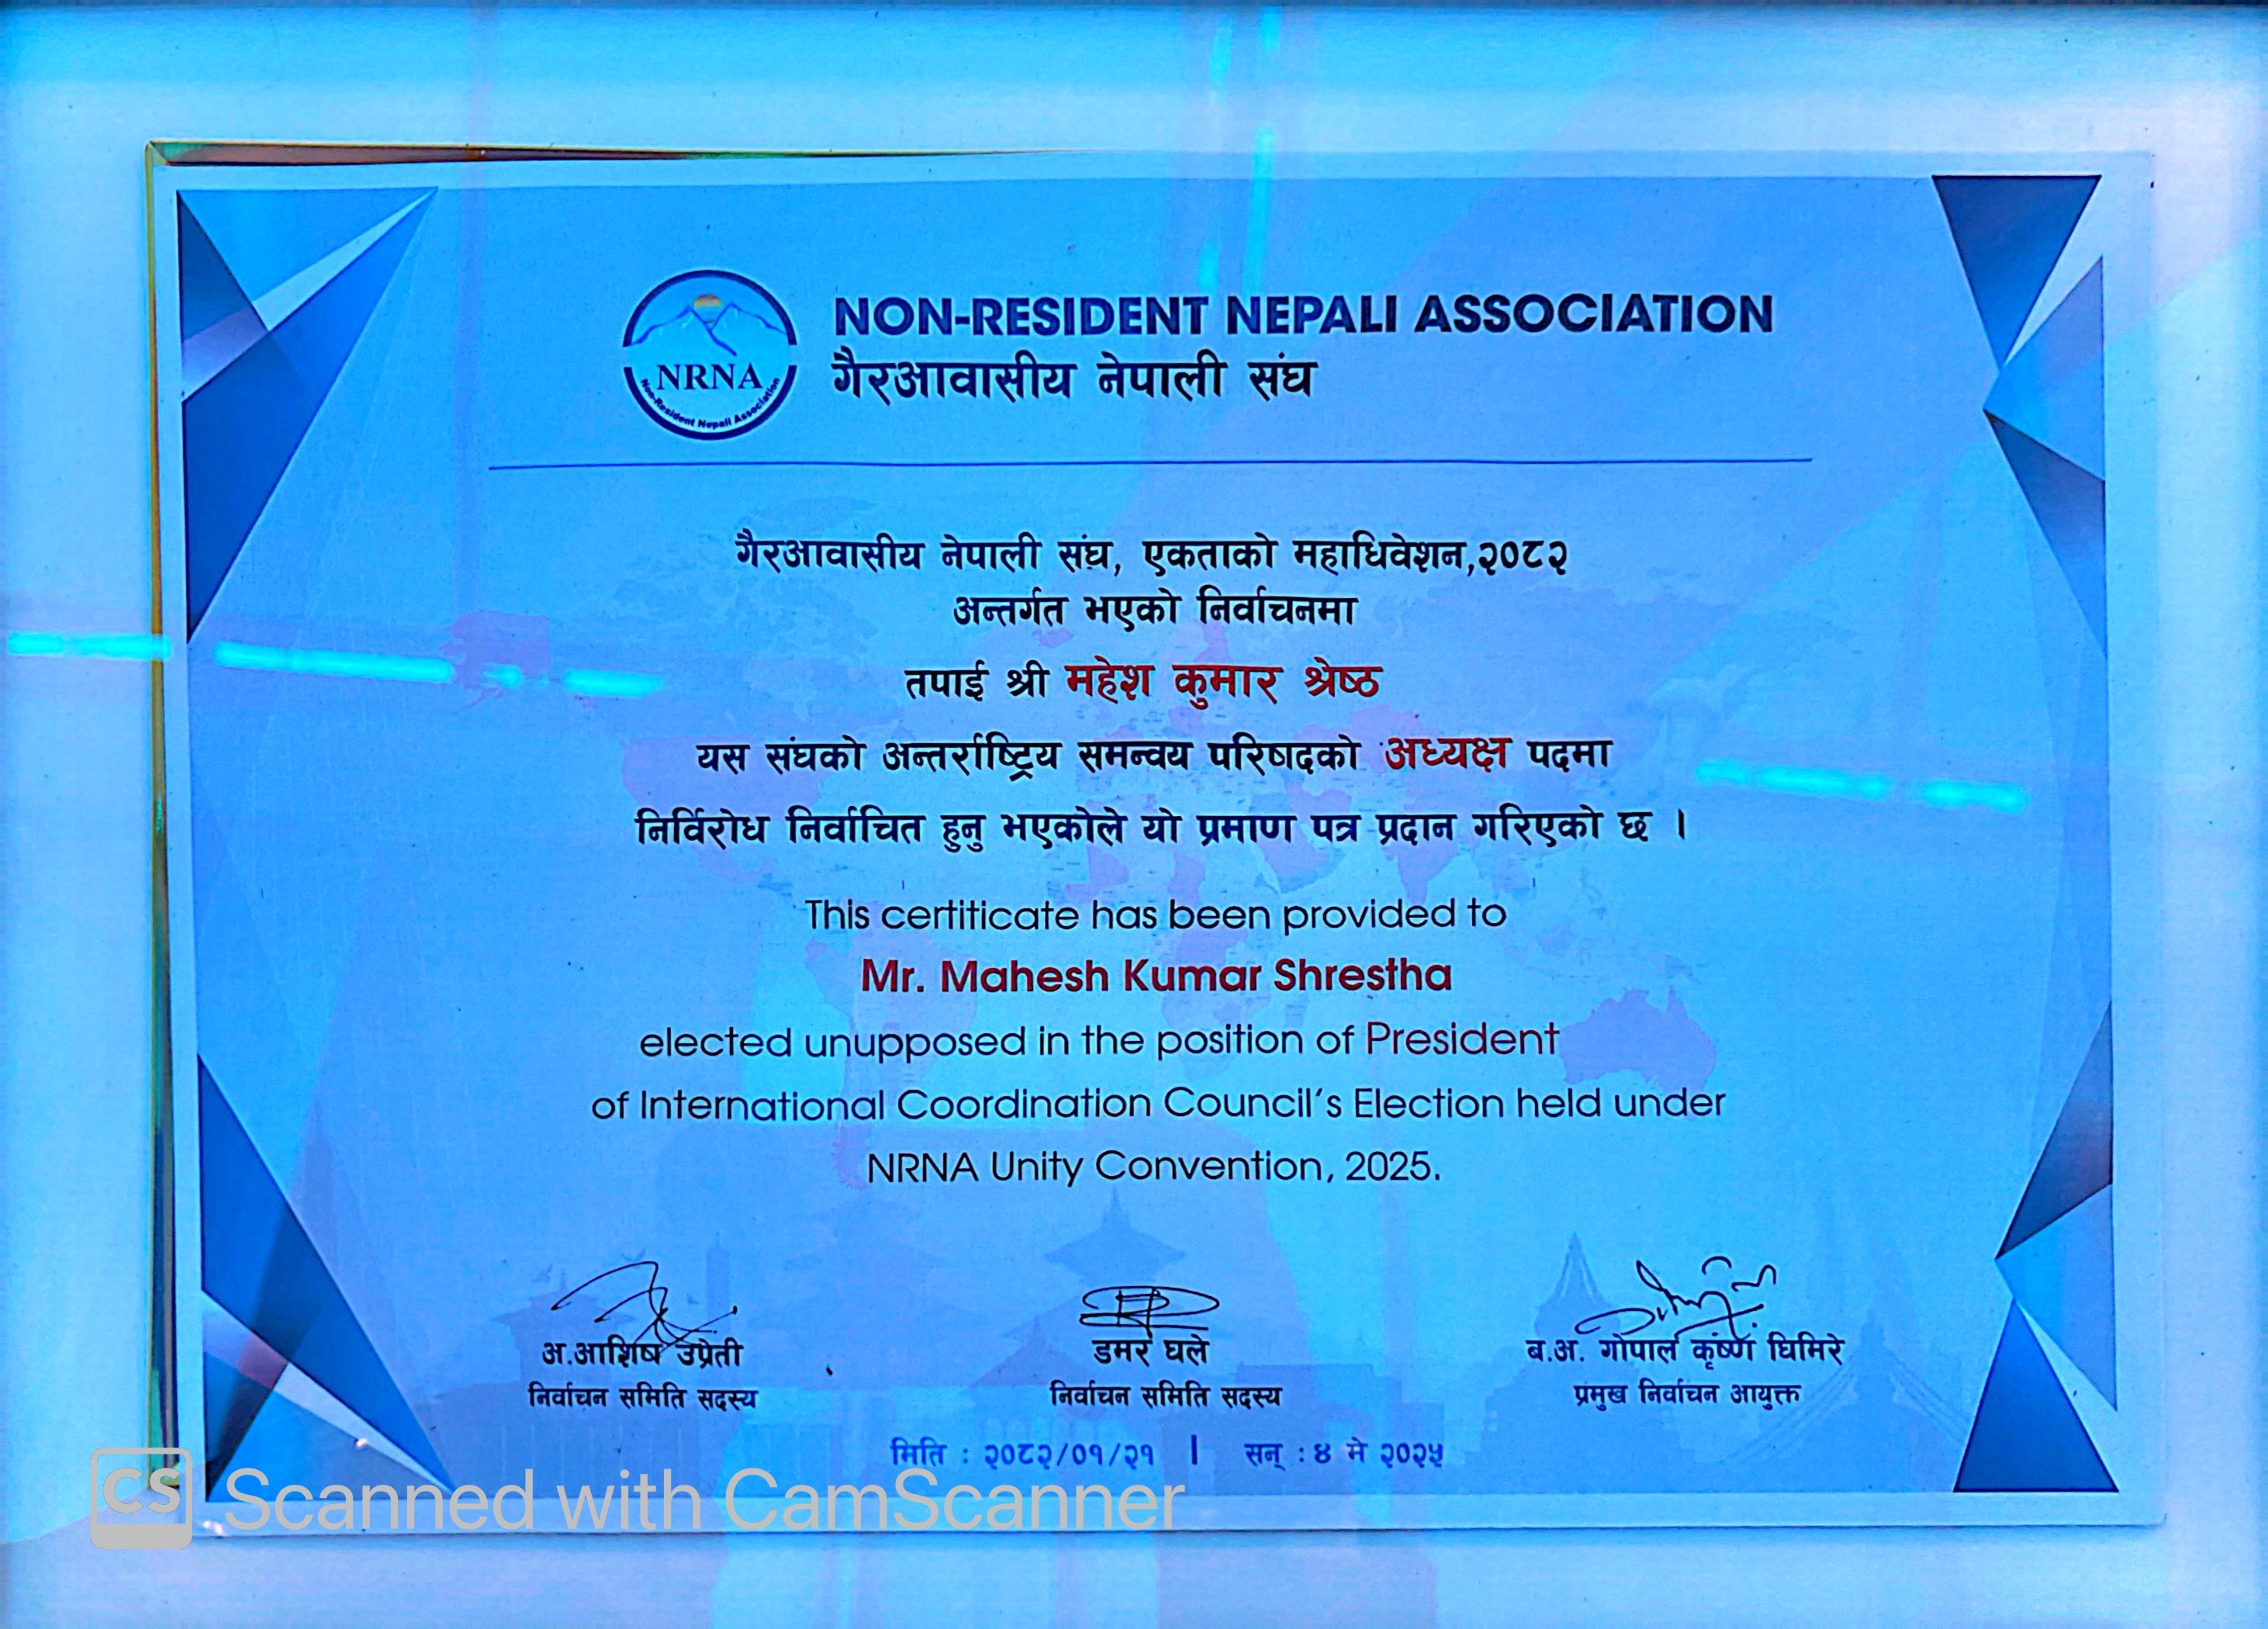 NON-RESIDENT NEPALI ASSOCIATION
गैरआवासीय नेपाली संघ
NRNA
Non-Resident Nepali Association
गैरआवासीय नेपाली संघ, एकताको महाधिवेशन,२०८२
अन्तर्गत भएको निर्वाचनमा
तपाई श्री महेश कुमार श्रेष्ठ
यस संघको अन्तर्राष्ट्रिय समन्वय परिषदको अध्यक्ष पदमा
निर्विरोध निर्वाचित हुनु भएकोले यो प्रमाण पत्र प्रदान गरिएको छ ।
This certiticate has been provided to
Mr. Mahesh Kumar Shrestha
elected unupposed in the position of President
of International Coordination Council's Election held under
NRNA Unity Convention, 2025.
अ.आशिष उप्रेती
निर्वाचन समिति सदस्य
डमर घले
निर्वाचन समिति सदस्य
ब.अ. गोपाल कृष्ण घिमिरे
प्रमुख निर्वाचन आयुक्त
मिति : २०८२/०१/२१ | सन् : ४ मे २०२५
CS Scanned with CamScanner